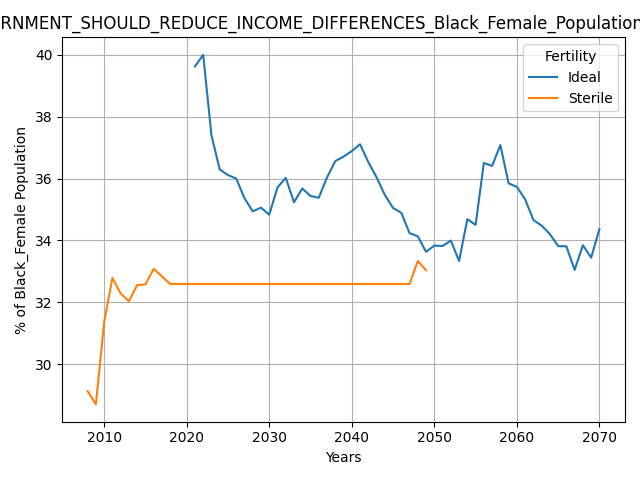 RNMENT_SHOULD_REDUCE_INCOME_DIFFERENCES_Black_Female_Population
Fertility
Ideal
Sterile
% of Black_Female Population
40
38
36
34
32
30
2010 2020 2030 2040 2050 2060 2070
Years